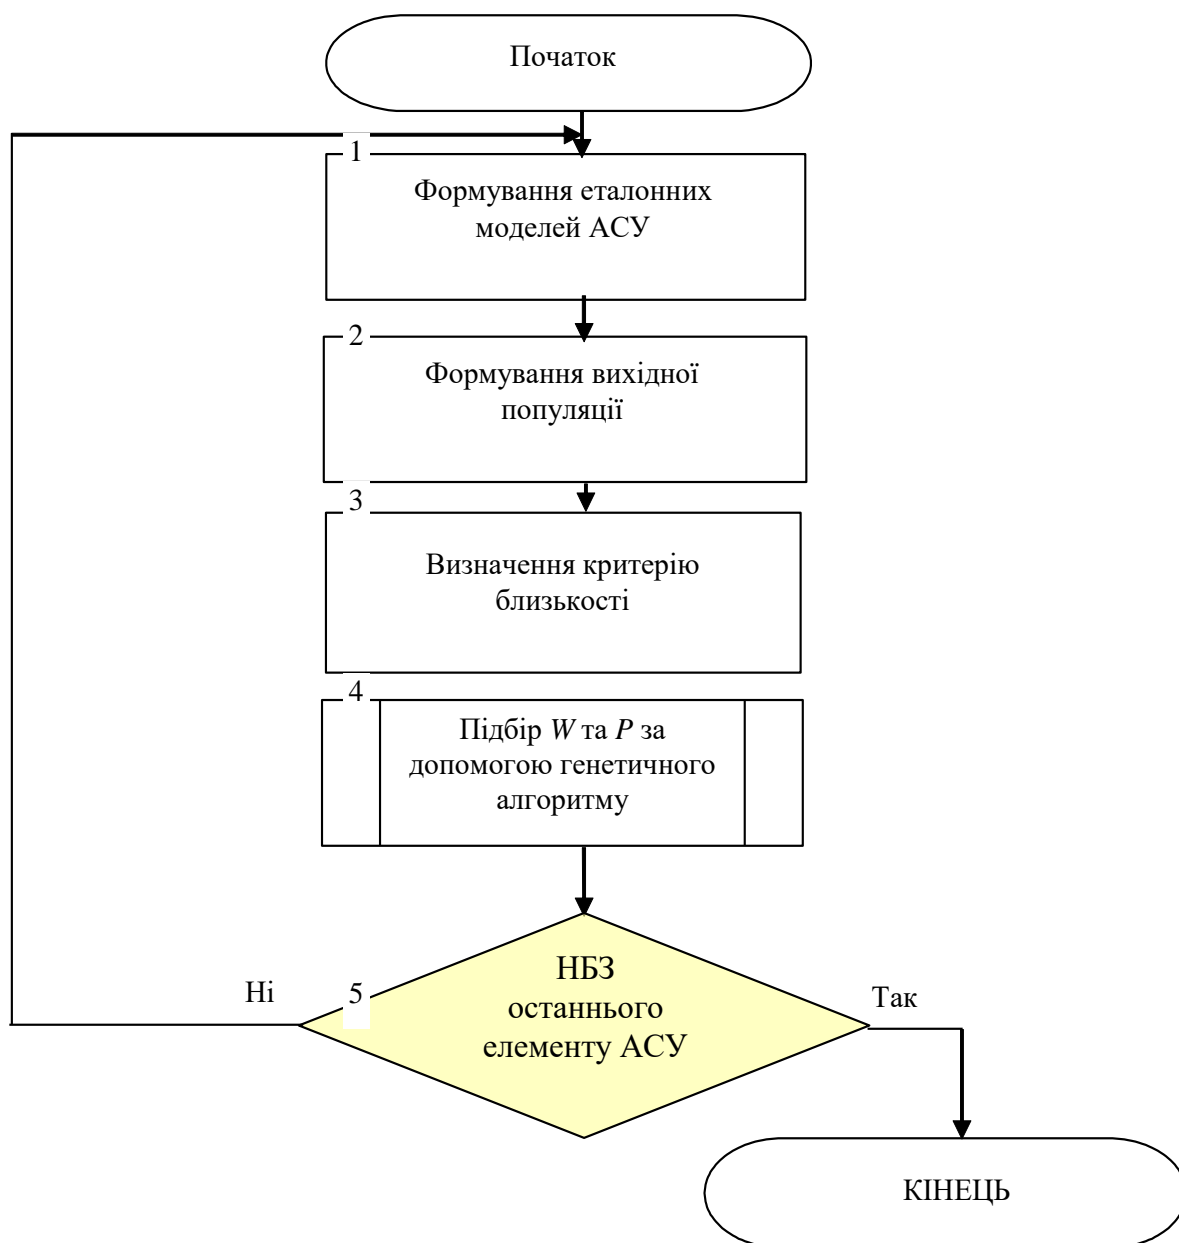 Початок
1
Формування еталонних
моделей АСУ
2
Формування вихідної
популяції
3
Визначення критерію
близькості
4
Підбір W та P за
допомогою генетичного
алгоритму
Ні
5
НБЗ
останнього
елементу АСУ
Так
КІНЕЦЬ